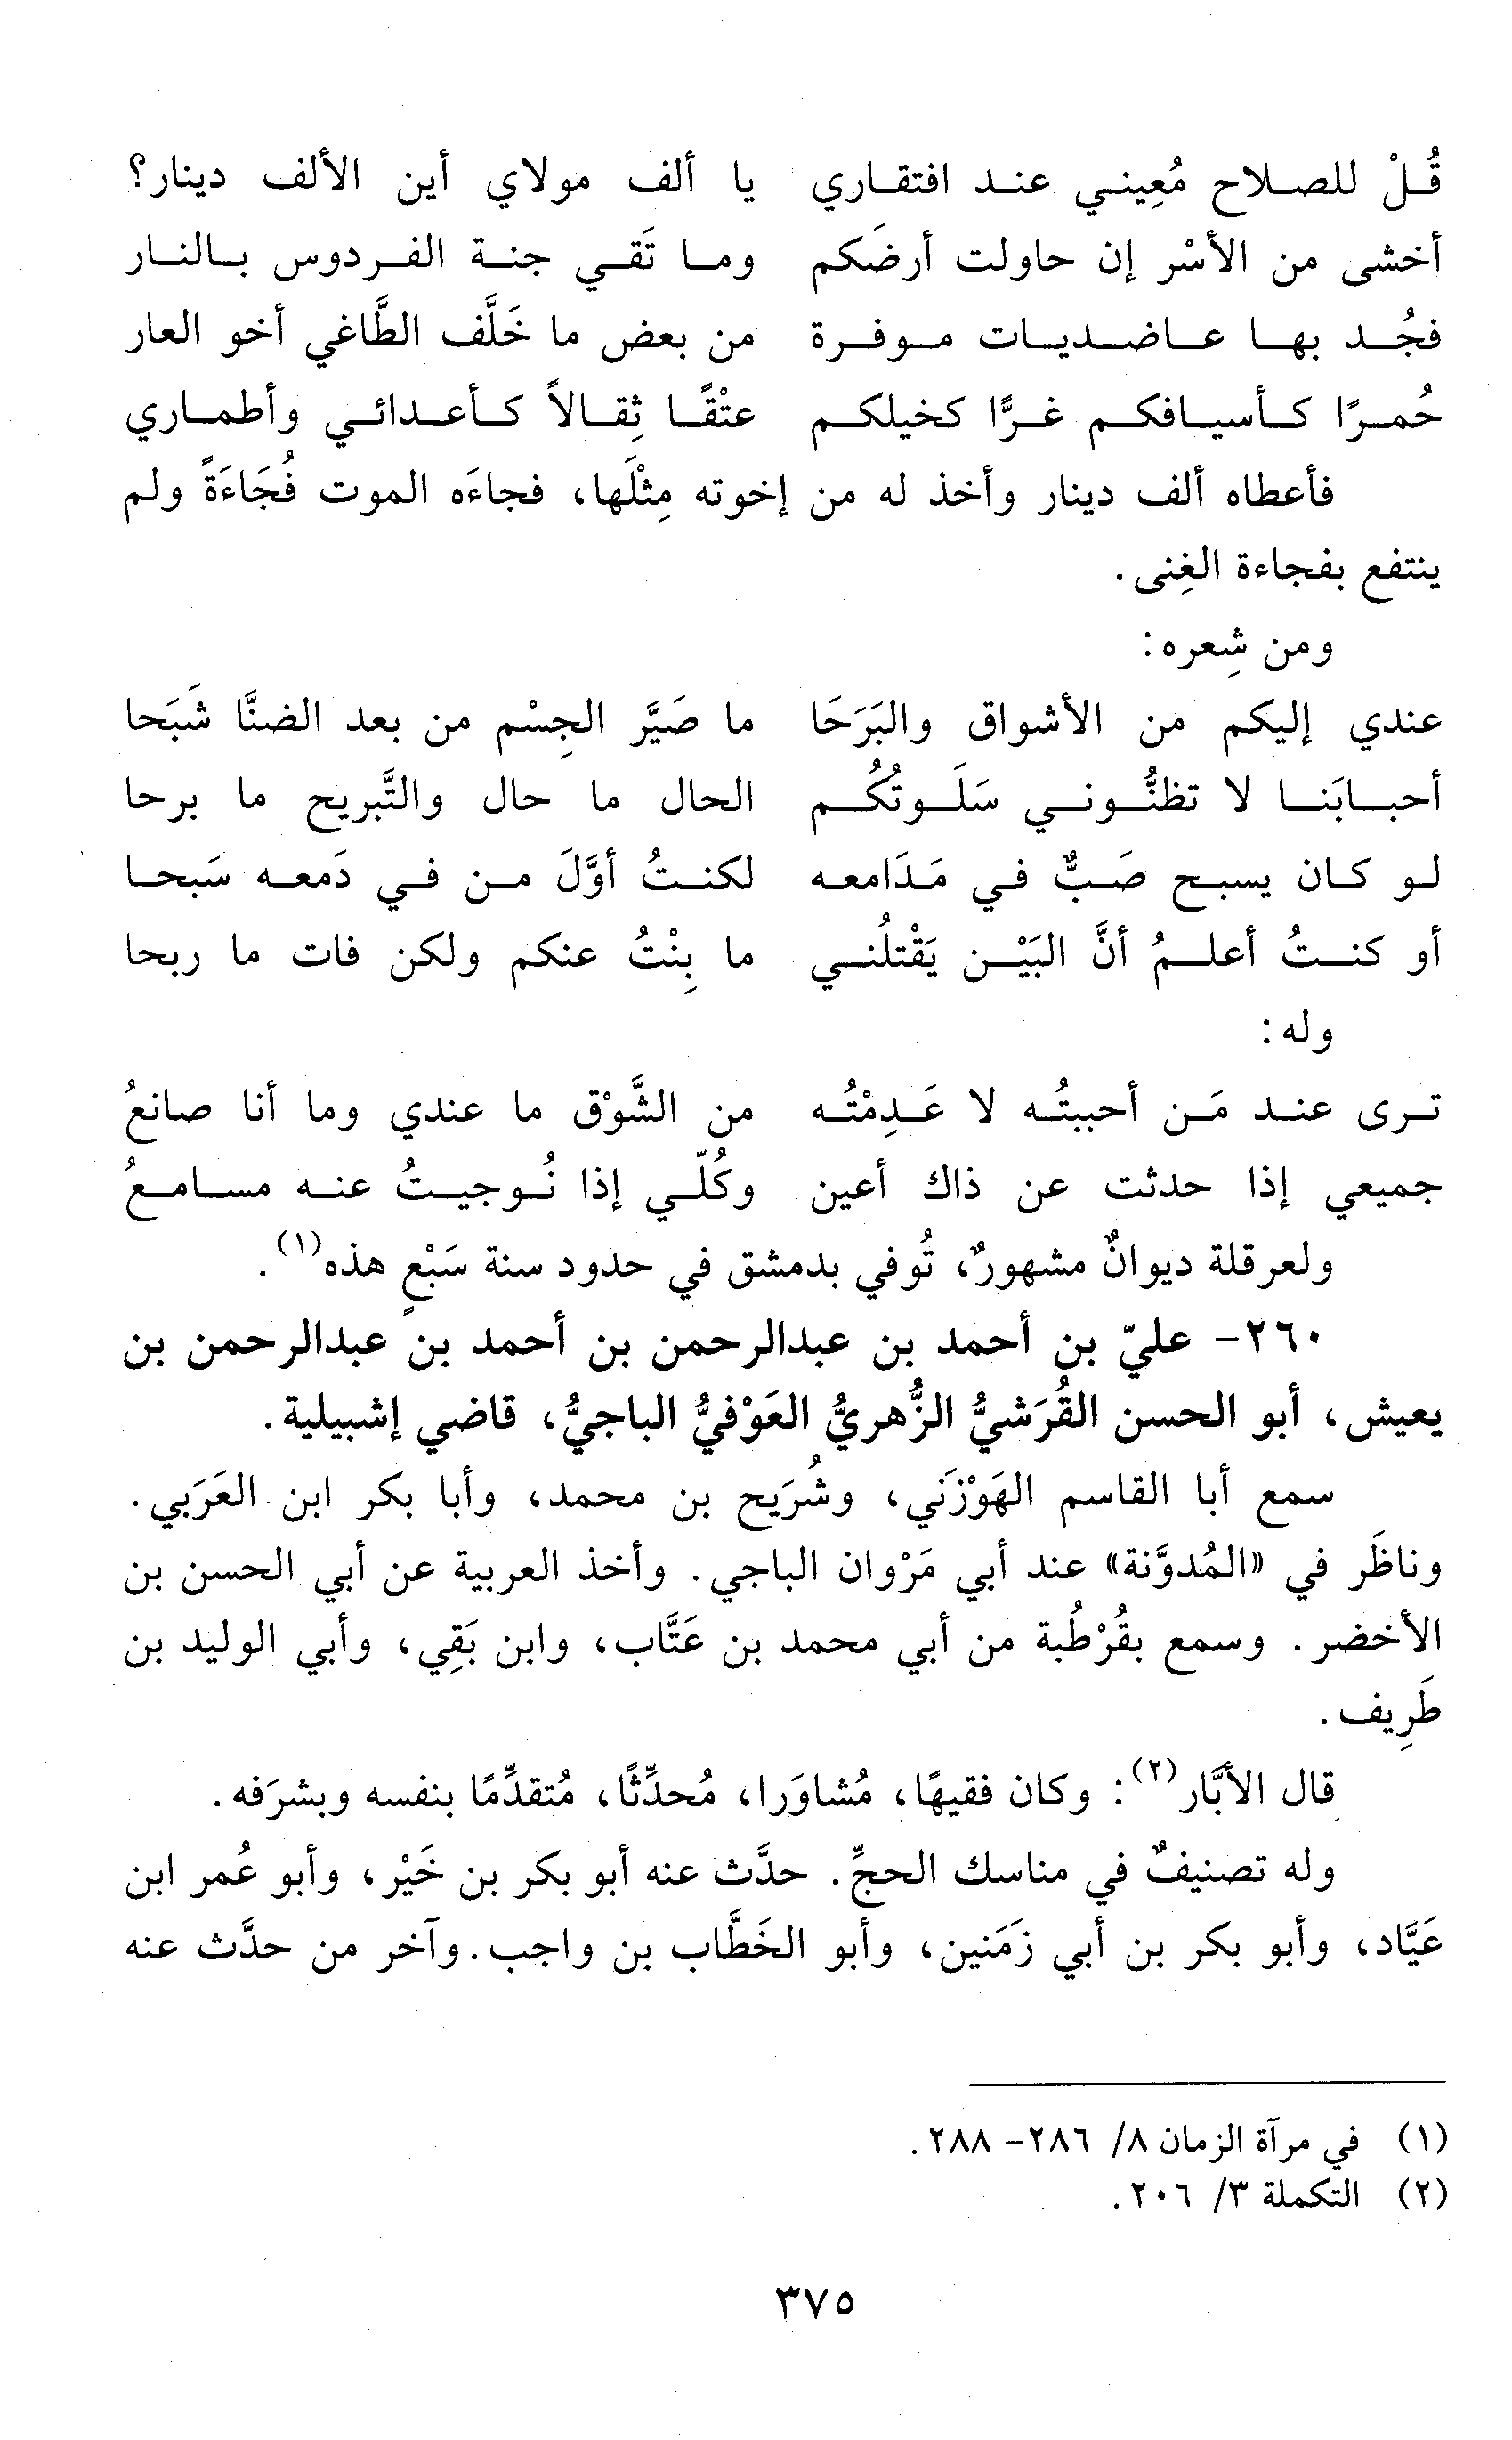 قُلْ للصلاح مُعِيني عند افتقاري يا ألف مولاي أين الألف دينار؟
أخشى من الأسْر إن حاولت أرضَكم وما تَقي جنة الفردوس بالنار
فجُد بها عاضديات موفرة من بعض ما خَلَّف الطَّاغي أخو العار
حُمرًا كأسيافكم غرًّا كخيلكم عتْقًا ثِقالاً كأعدائي وأطماري
فأعطاه ألف دينار وأخذ له من إخوته مِثْلَها، فجاءَه الموت فُجَاءَةً ولم
ينتفع بفجاءة الغِنى.
ومن شِعره:
عندي إليكم من الأشواق والبَرَحَا ما صَيَّر الجِسْم من بعد الضنَّا شَبَحا
أحبابَنا لا تظنُّوني سَلَوتُكُم الحال ما حال والتَّبريح ما برحا
لو كان يسبح صَبٌّ في مَدَامعه لكنتُ أوَّلَ من في دَمعه سَبحا
أو كنتُ أعلمُ أنَّ البَيْن يَقْتلُني ما بِنْتُ عنكم ولكن فات ما ربحا
وله:
ترى عند مَن أحببتُه لا عَدِمْتُه من الشَّوْق ما عندي وما أنا صانعُ
جميعي إذا حدثت عن ذاك أعين وكُلّي إذا نُوجيتُ عنه مسامعُ
ولعرقلة ديوانٌ مشهورٌ، تُوفي بدمشق في حدود سنة سَبْعٍ هذه(١).
٢٦٠- عليّ بن أحمد بن عبدالرحمن بن أحمد بن عبدالرحمن بن
يعيش، أبو الحسن القُرَشيُّ الزُّهريُّ العَوْفيُّ الباجيُّ، قاضي إشبيلية.
سمع أبا القاسم الهَوْزَني، وشُرَيح بن محمد، وأبا بكر ابن العَرَبي.
وناظَر في «المُدوَّنة» عند أبي مَرْوان الباجي. وأخذ العربية عن أبي الحسن بن
الأخضر. وسمع بقُرْطُبة من أبي محمد بن عَتَّاب، وابن بَقِي، وأبي الوليد بن
طَرِيف.
قال الأبَّار(٢): وكان فقيهًا، مُشاوَرا، مُحدِّثًا، مُتقدِّمًا بنفسه وبشرَفه.
وله تصنيفٌ في مناسك الحجِّ. حدَّث عنه أبو بكر بن خَيْر، وأبو عُمر ابن
عَيَّاد، وأبو بكر بن أبي زَمَنين، وأبو الخَطَّاب بن واجب. وآخر من حدَّث عنه
(١) في مرآة الزمان ٨/ ٢٨٦- ٢٨٨.
(٢) التكملة ٣/ ٢٠٦.
٣٧٥